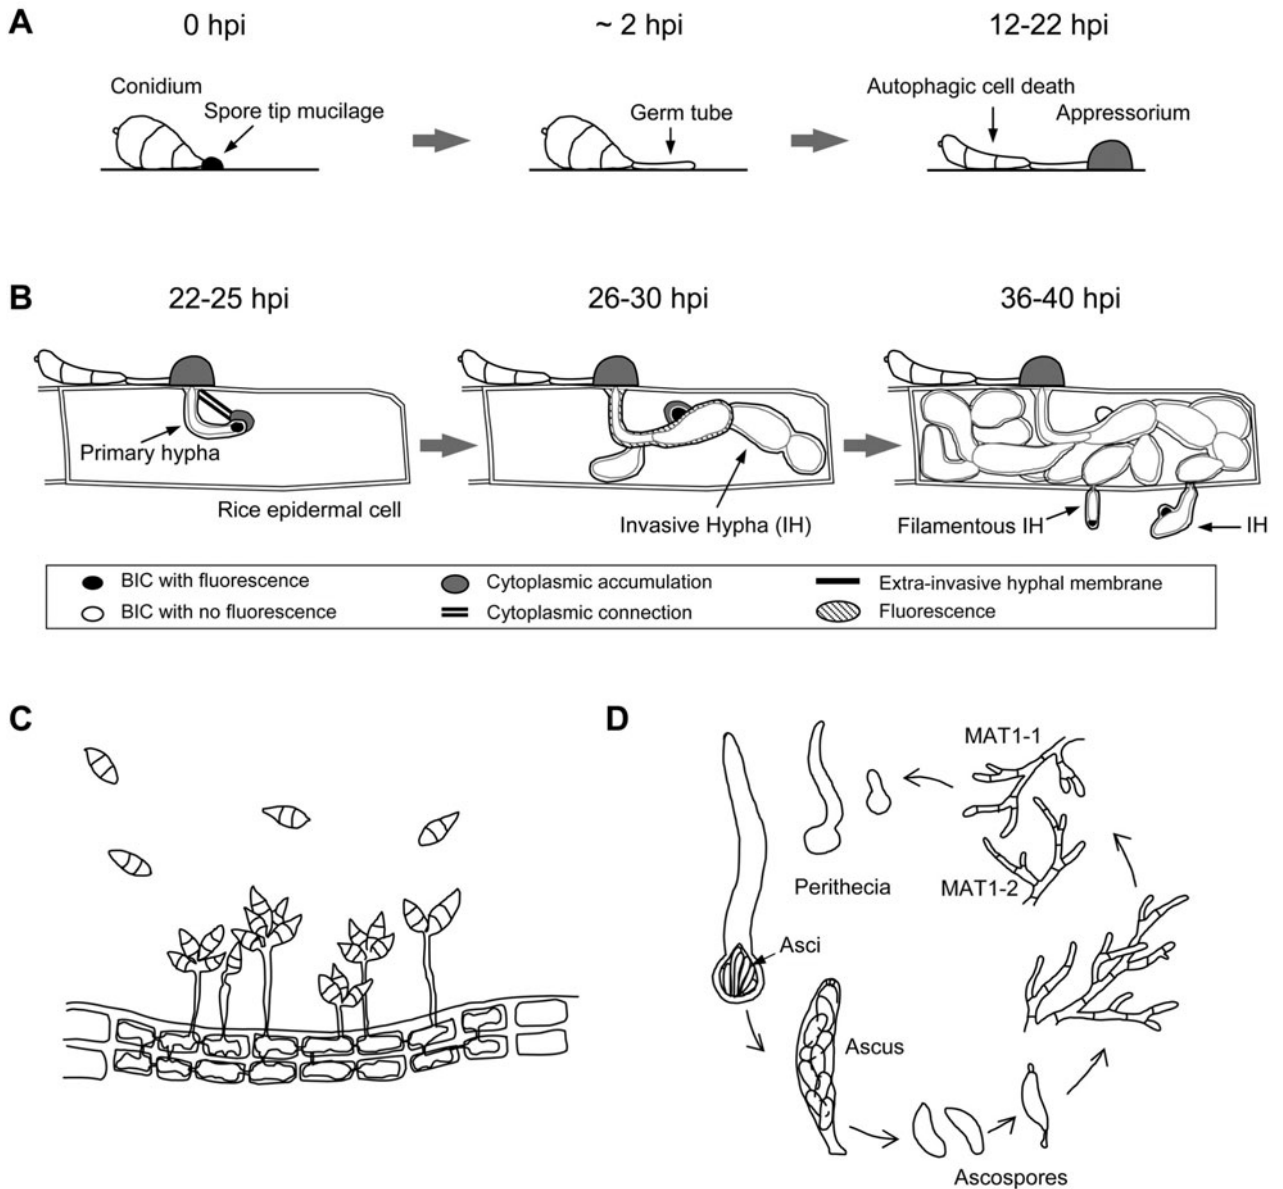 A
0 hpi
~ 2 hpi
12-22 hpi
Conidium
Spore tip mucilage
Germ tube
Autophagic cell death
Appressorium
B
22-25 hpi
26-30 hpi
36-40 hpi
Primary hypha
Rice epidermal cell
Invasive Hypha (IH)
Filamentous IH
IH
BIC with fluorescence
Cytoplasmic accumulation
Extra-invasive hyphal membrane
BIC with no fluorescence
Cytoplasmic connection
Fluorescence
C
D
MAT1-1
MAT1-2
Perithecia
Asci
Ascus
Ascospores